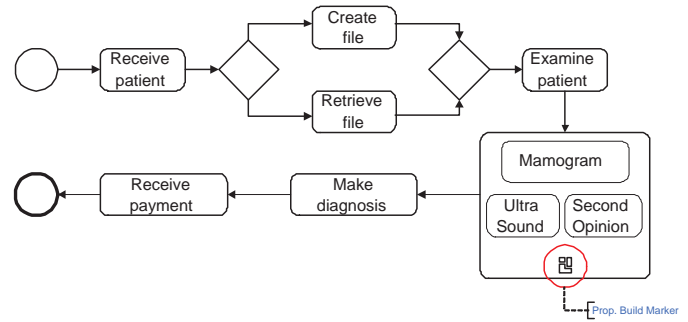 Receive
patient
Create
file
Retrieve
file
Examine
patient
Mamogram
Ultra
Sound
Second
Opinion
Make
diagnosis
Receive
payment
Prop. Build Marker